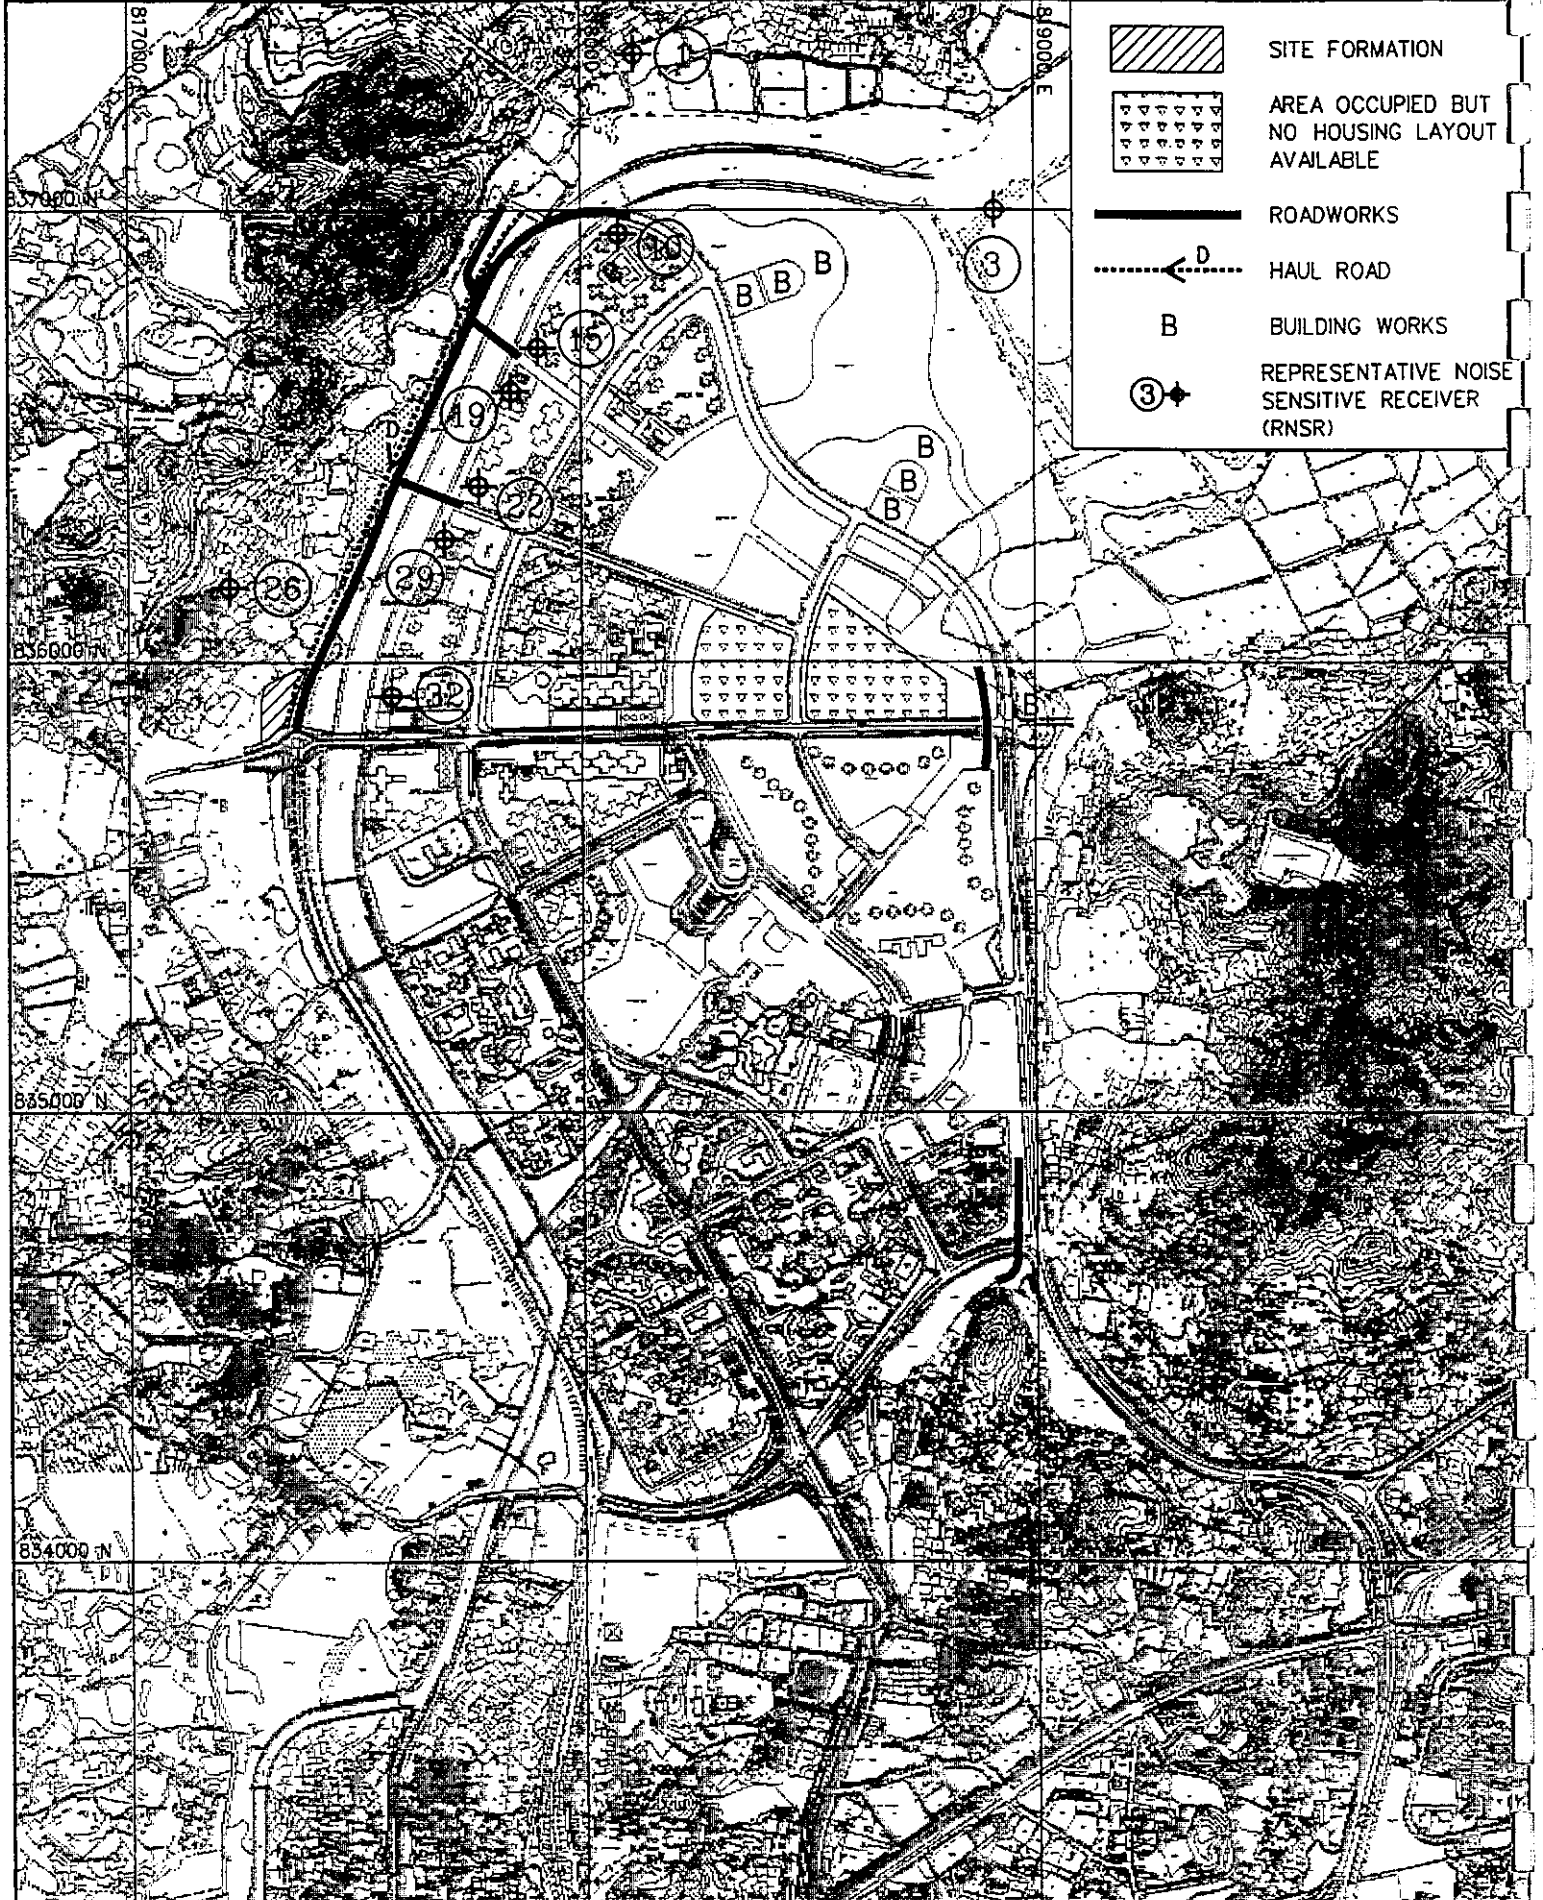 817000 E
818000 E
819000 E
SITE FORMATION
AREA OCCUPIED BUT
NO HOUSING LAYOUT
AVAILABLE
ROADWORKS
D
HAUL ROAD
B
BUILDING WORKS
3
REPRESENTATIVE NOISE
SENSITIVE RECEIVER
(RNSR)
1
837000 N
10
3
B
B
B
15
19
D
B
B
B
22
29
26
836000 N
32
B
835000 N
834000 N